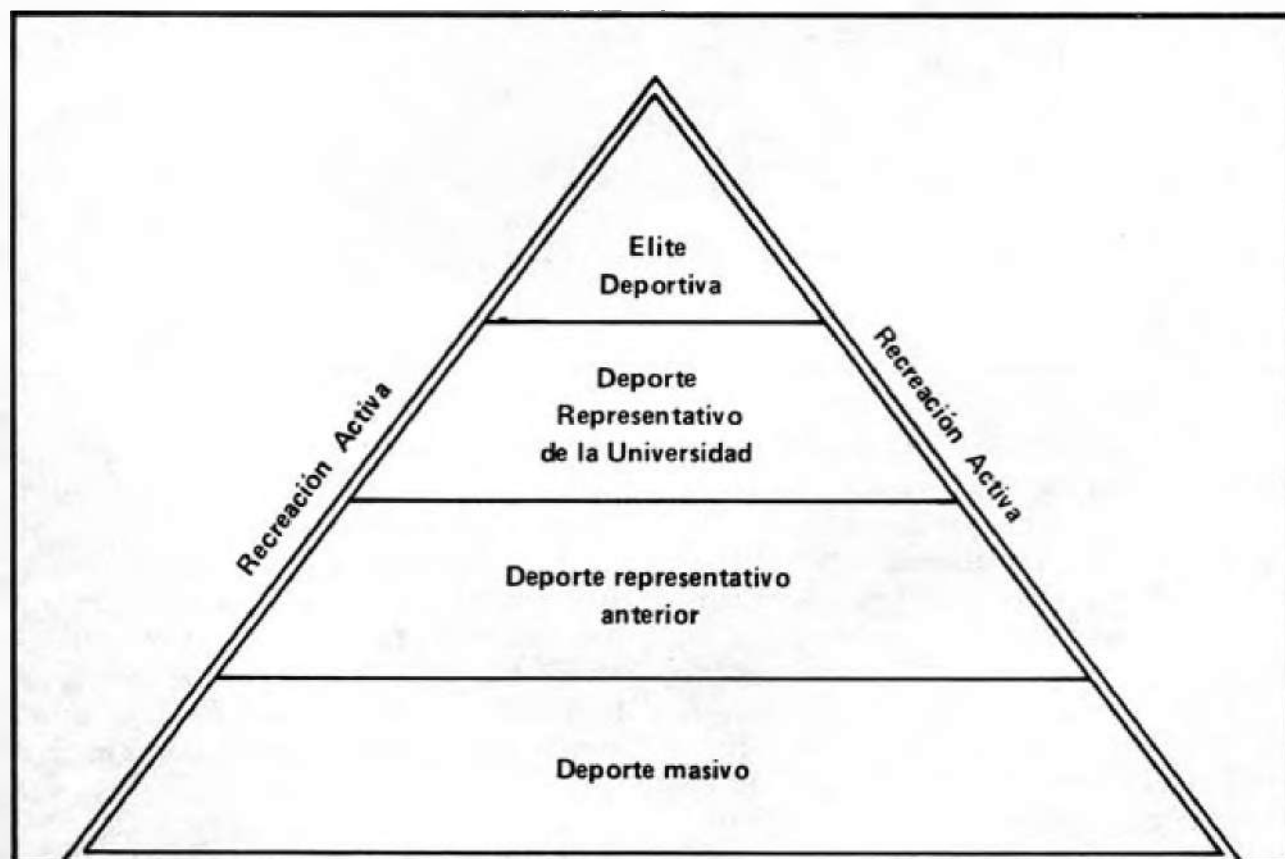 Elite
Deportiva
Recreación Activa
Recreación Activa
Deporte
Representativo
de la Universidad
Deporte representativo
anterior
Deporte masivo